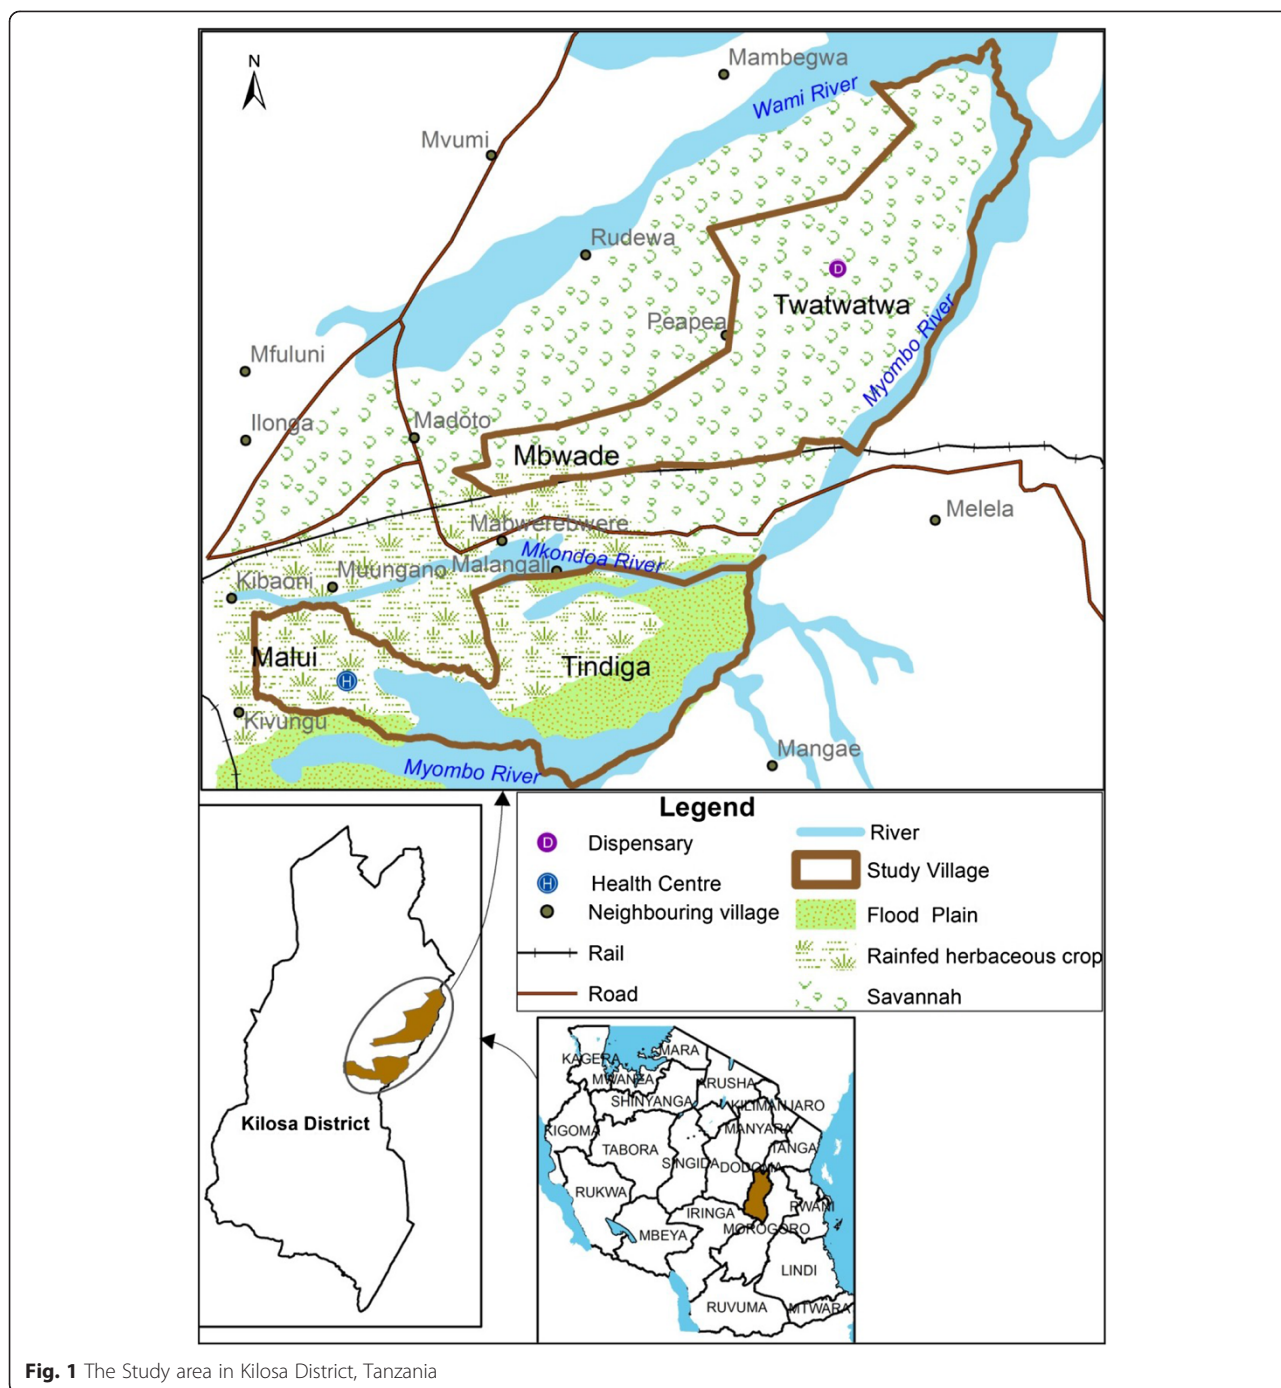 N
Mambegwa
Wami River
Mvumi
Rudewa
D
Twatwatwa
Peapea
Myombo River
Mfuluni
Ilonga
Madoto
Mbwade
Melela
Mabwerebwere
Mkondoa River
Malangali
Muungano
Kibaoni
Malui
H
Tindiga
Kivungu
Mangae
Myombo River
Legend
D Dispensary
H Health Centre
Neighbouring village
Rail
Road
River
Study Village
Flood Plain
Rainfed herbaceous crop
Savannah
Kilosa District
KAGERA
MARA
MWANZA
ARUSHA
SHINYANGA
KILIMANJARO
KIGOMA
MANYARA
TABORA
TANGA
SINGIDA
DODOMA
RUKWA
PWANI
IRINGA
MOROGORO
MBEYA
LINDI
RUVUMA
MTWARA
Fig. 1 The Study area in Kilosa District, Tanzania